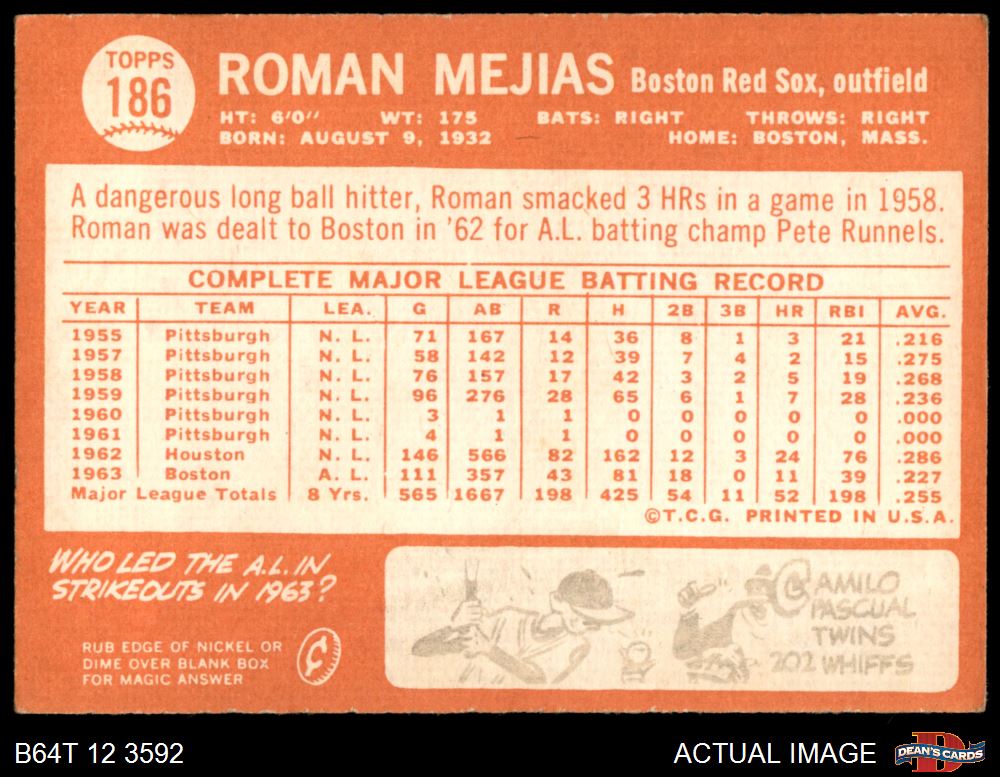 TOPPS
186
ROMAN MEJIAS Boston Red Sox, outfield
HT: 6'0" WT: 175 BATS: RIGHT THROWS: RIGHT
BORN: AUGUST 9, 1932 HOME: BOSTON, MASS.
A dangerous long ball hitter, Roman smacked 3 HRs in a game in 1958.
Roman was dealt to Boston in '62 for A.L. batting champ Pete Runnels.
COMPLETE MAJOR LEAGUE BATTING RECORD
YEAR TEAM LEA. G AB R H 2B 3B HR RBI AVG.
1955 Pittsburgh N. L. 71 167 14 36 8 1 3 21 .216
1957 Pittsburgh N. L. 58 142 12 39 7 4 2 15 .275
1958 Pittsburgh N. L. 76 157 17 42 3 2 5 19 .268
1959 Pittsburgh N. L. 96 276 28 65 6 1 7 28 .236
1960 Pittsburgh N. L. 3 1 1 0 0 0 0 0 .000
1961 Pittsburgh N. L. 4 1 1 0 0 0 0 0 .000
1962 Houston N. L. 146 566 82 162 12 3 24 76 .286
1963 Boston A. L. 111 357 43 81 18 0 11 39 .227
Major League Totals 8 Yrs. 565 1667 198 425 54 11 52 198 .255
©T.C.G. PRINTED IN U.S.A.
WHO LED THE A.L. IN
STRIKEOUTS IN 1963?
RUB EDGE OF NICKEL OR
DIME OVER BLANK BOX
FOR MAGIC ANSWER
CAMILO
PASCUAL
TWINS
202 WHIFFS
B64T 12 3592
ACTUAL IMAGE
DEAN'S CARDS